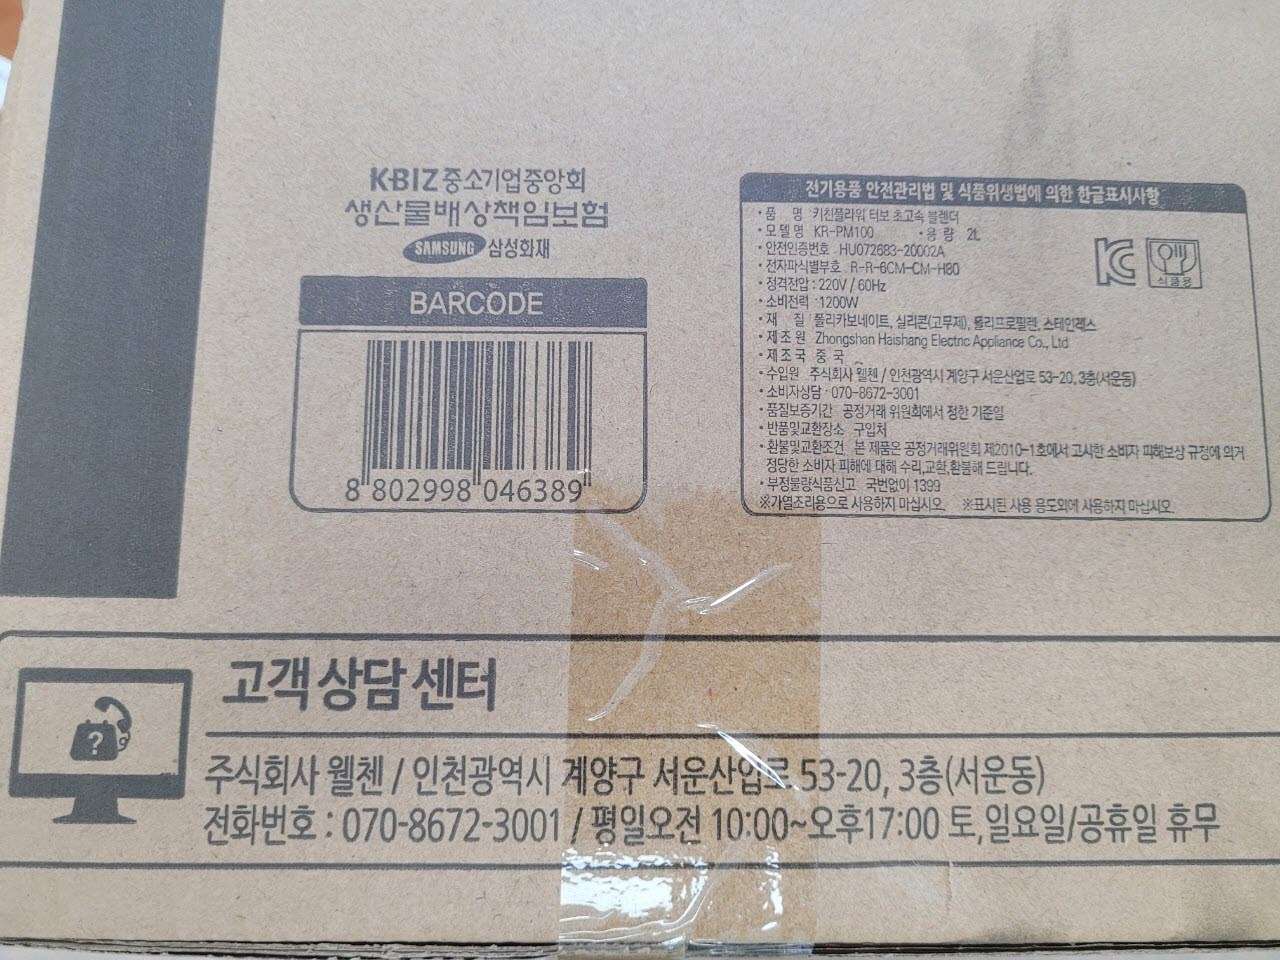 K-BIZ 중소기업중앙회
생산물배상책임보험
SAMSUNG 삼성화재
BARCODE
8 802998 046389
전기용품 안전관리법 및 식품위생법에 의한 한글표시사항
・품 명 키친플라워 터보 초고속 블렌더
・모델명 KR-PM100 ・용량 2L
・안전인증번호 HU072683-20002A
・전자파식별부호 R-R-6CM-CM-H80
・정격전압 : 220V / 60Hz
・소비전력 1200W
・재 질 폴리카보네이트, 실리콘(고무제), 폴리프로필렌, 스테인레스
・제조원 Zhongshan Haishang Electric Appliance Co., Ltd
・제조국 중국
・수입원 주식회사 웰첸 / 인천광역시 계양구 서운산업로 53-20, 3층(서운동)
・소비자상담 070-8672-3001
・품질보증기간 공정거래 위원회에서 정한 기준일
・반품및교환장소 구입처
・환불및교환조건 본 제품은 공정거래위원회 제2010-1호에서 고시한 소비자 피해보상 규정에 의거
정당한 소비자 피해에 대해 수리,교환,환불해 드립니다.
・부정불량식품신고 국번없이 1399
※가열조리용으로 사용하지 마십시오. ※표시된 사용 용도외에 사용하지 마십시오.
식품용
고객상담센터
주식회사 웰첸 / 인천광역시 계양구 서운산업로 53-20, 3층(서운동)
전화번호 : 070-8672-3001 / 평일오전 10:00~오후17:00 토,일요일/공휴일 휴무